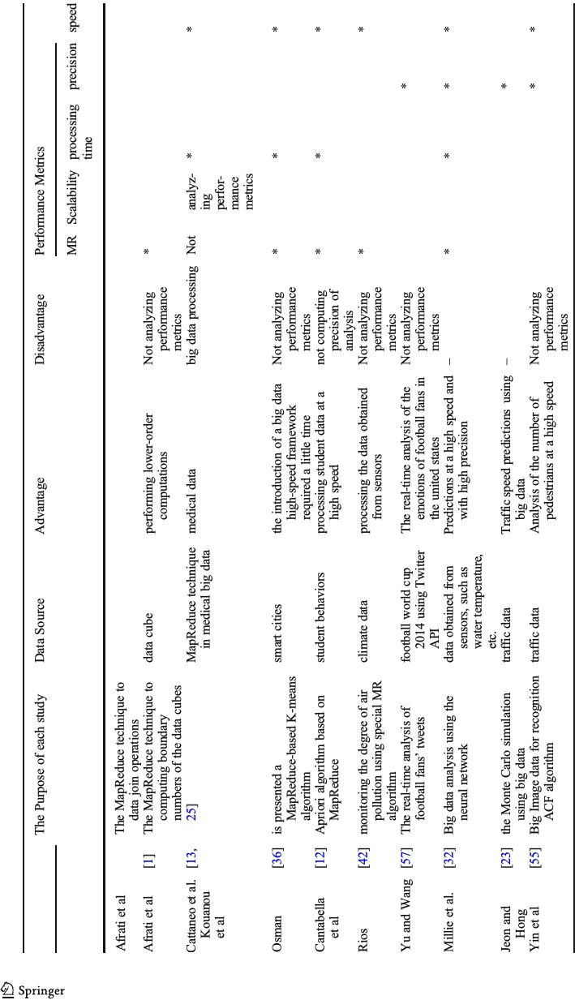 The Purpose of each study Data Source Advantage Disadvantage Performance Metrics
MR Scalability processing precision speed
time
Afrati et al The MapReduce technique to
data join operations
Afrati et al [1] The MapReduce technique to data cube performing lower-order Not analyzing *
computing boundary computations performance
numbers of the data cubes metrics
Cattaneo et al. [13, MapReduce technique medical data big data processing Not analyz- * *
Kouanou 25] in medical big data ing
et al perfor-
mance
metrics
Osman [36] is presented a smart cities the introduction of a big data Not analyzing * * *
MapReduce-based K-means high-speed framework performance
algorithm required a little time metrics
Cantabella [12] Apriori algorithm based on student behaviors processing student data at a not computing * * *
et al MapReduce high speed precision of
analysis
Rios [42] monitoring the degree of air climate data processing the data obtained Not analyzing * *
pollution using special MR from sensors performance
algorithm metrics
Yu and Wang [57] The real-time analysis of football world cup The real-time analysis of the Not analyzing *
football fans' tweets 2014 using Twitter emotions of football fans in performance
API the united states metrics
Millie et al. [32] Big data analysis using the data obtained from Predictions at a high speed and – * * * *
neural network sensors, such as with high precision
water temperature,
etc.
Jeon and [23] the Monte Carlo simulation traffic data Traffic speed predictions using – *
Hong using big data big data
Yin et al [55] Big Image data for recognition traffic data Analysis of the number of Not analyzing * *
ACF algorithm pedestrians at a high speed performance
metrics
Springer